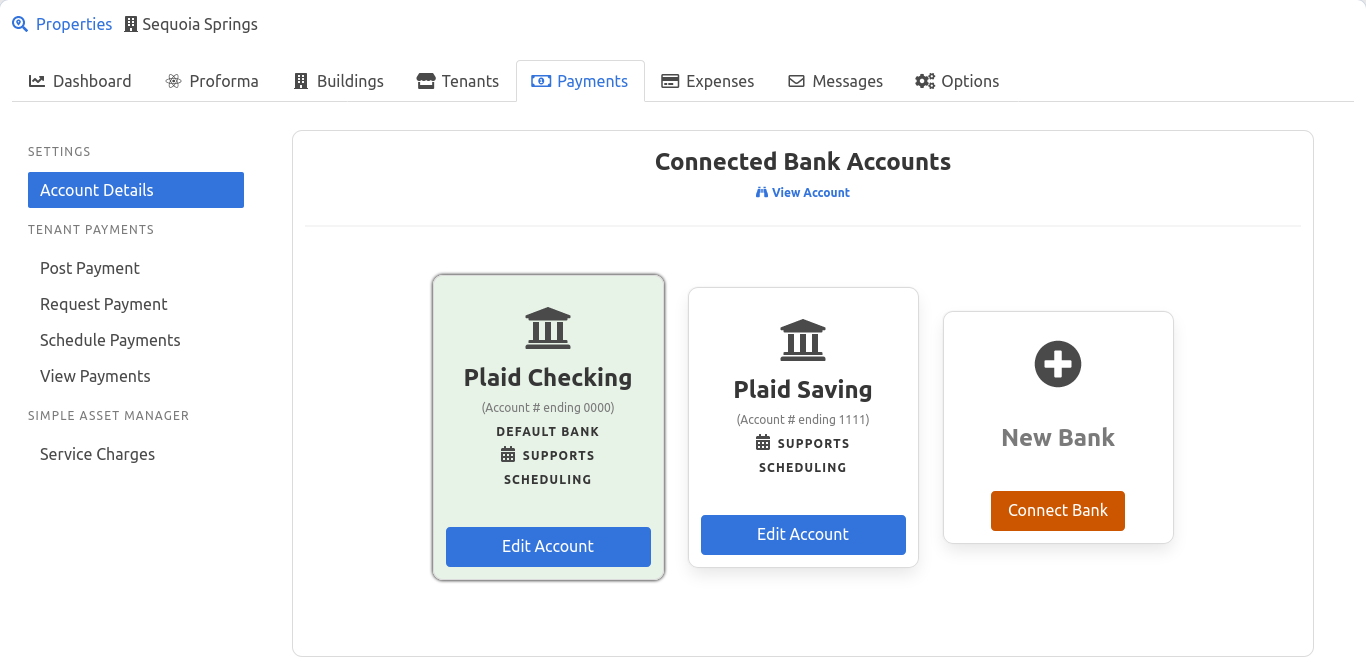 Properties Sequoia Springs
Dashboard Proforma Buildings Tenants Payments Expenses Messages Options
SETTINGS
Account Details
TENANT PAYMENTS
Post Payment
Request Payment
Schedule Payments
View Payments
SIMPLE ASSET MANAGER
Service Charges
Connected Bank Accounts
View Account
Plaid Checking
(Account # ending 0000)
DEFAULT BANK
SUPPORTS
SCHEDULING
Edit Account
Plaid Saving
(Account # ending 1111)
SUPPORTS
SCHEDULING
Edit Account
New Bank
Connect Bank